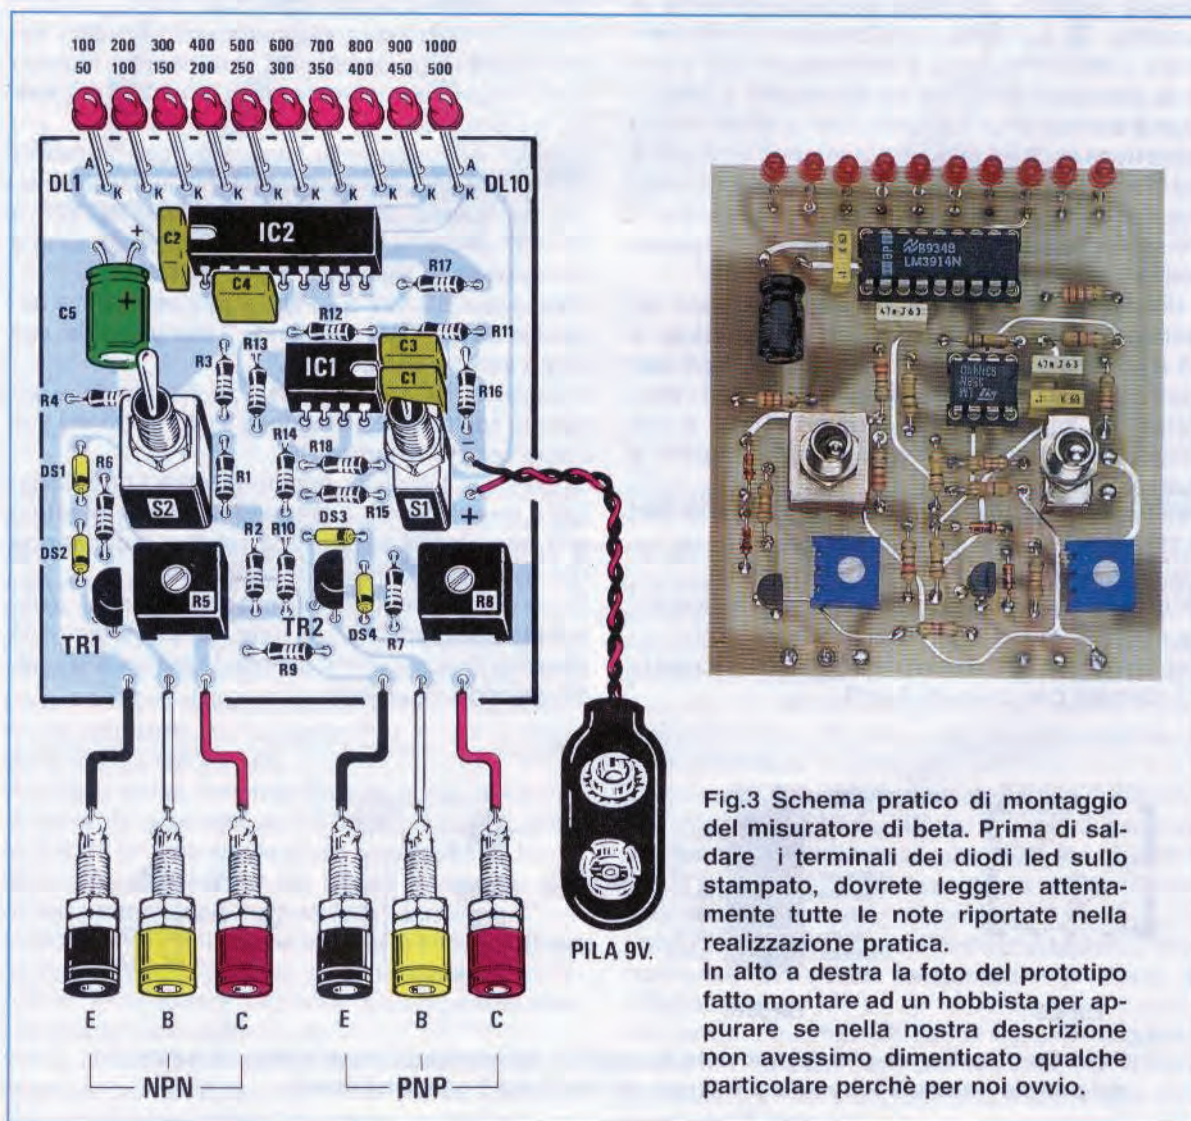 100 200 300 400 500 600 700 800 900 1000
50 100 150 200 250 300 350 400 450 500
A
A
DL1
K K K K K K K K K K
DL10
C2
IC2
+
C4
R17
C5
+
R12
R11
R3
R13
IC1
C3
C1
R16
R4
R14
R18
-
DS1
R6
R1
S2
R15
S1
+
R2
R10
DS3
DS2
R5
R8
TR1
TR2
DS4
R7
R9
PILA 9V.
E B C E B C
NPN PNP
B9348
LM3914N
47nJ63
47nJ63
K 63
Fig.3 Schema pratico di montaggio
del misuratore di beta. Prima di sal-
dare i terminali dei diodi led sullo
stampato, dovrete leggere attenta-
mente tutte le note riportate nella
realizzazione pratica.
In alto a destra la foto del prototipo
fatto montare ad un hobbista per ap-
purare se nella nostra descrizione
non avessimo dimenticato qualche
particolare perchè per noi ovvio.